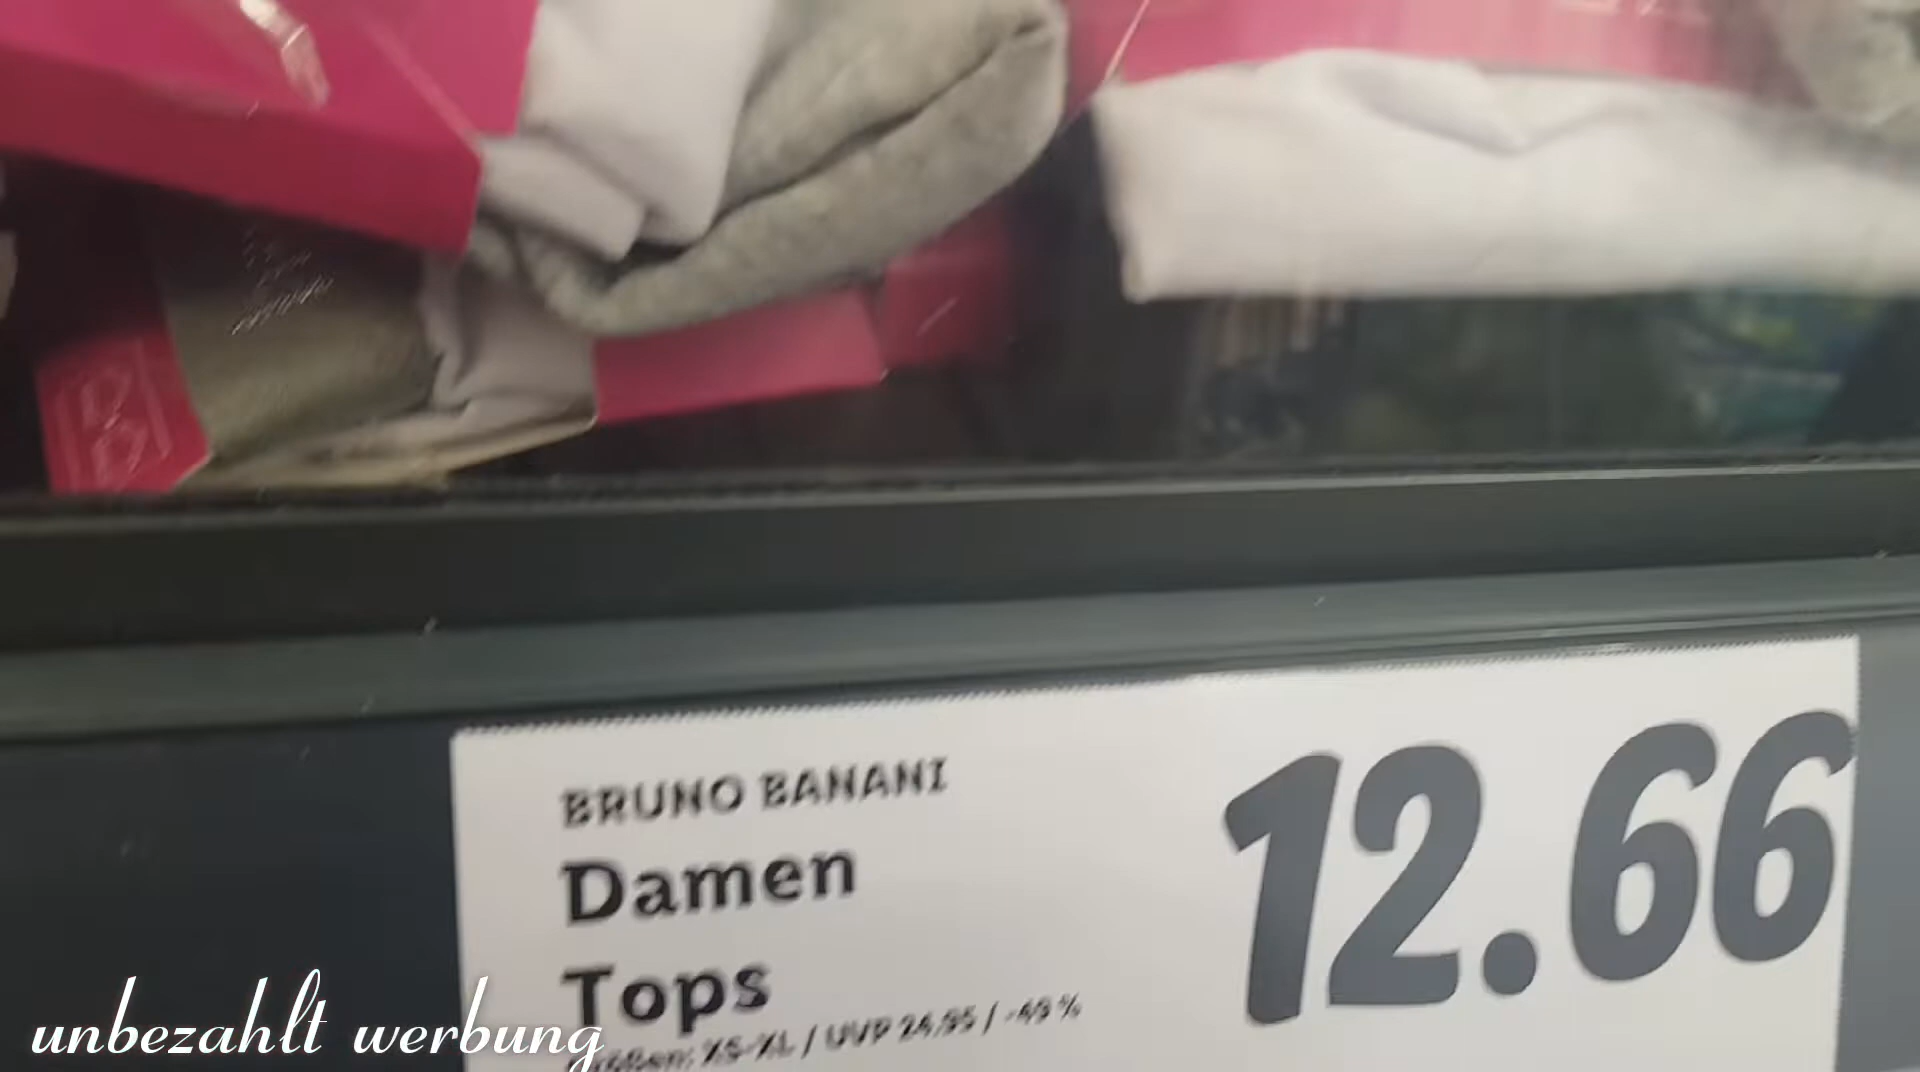 BRUNO BANANI
Damen
Tops
12.66
Größen: XS-XL / UVP 24.95 / -49 %
unbezahlt werbung